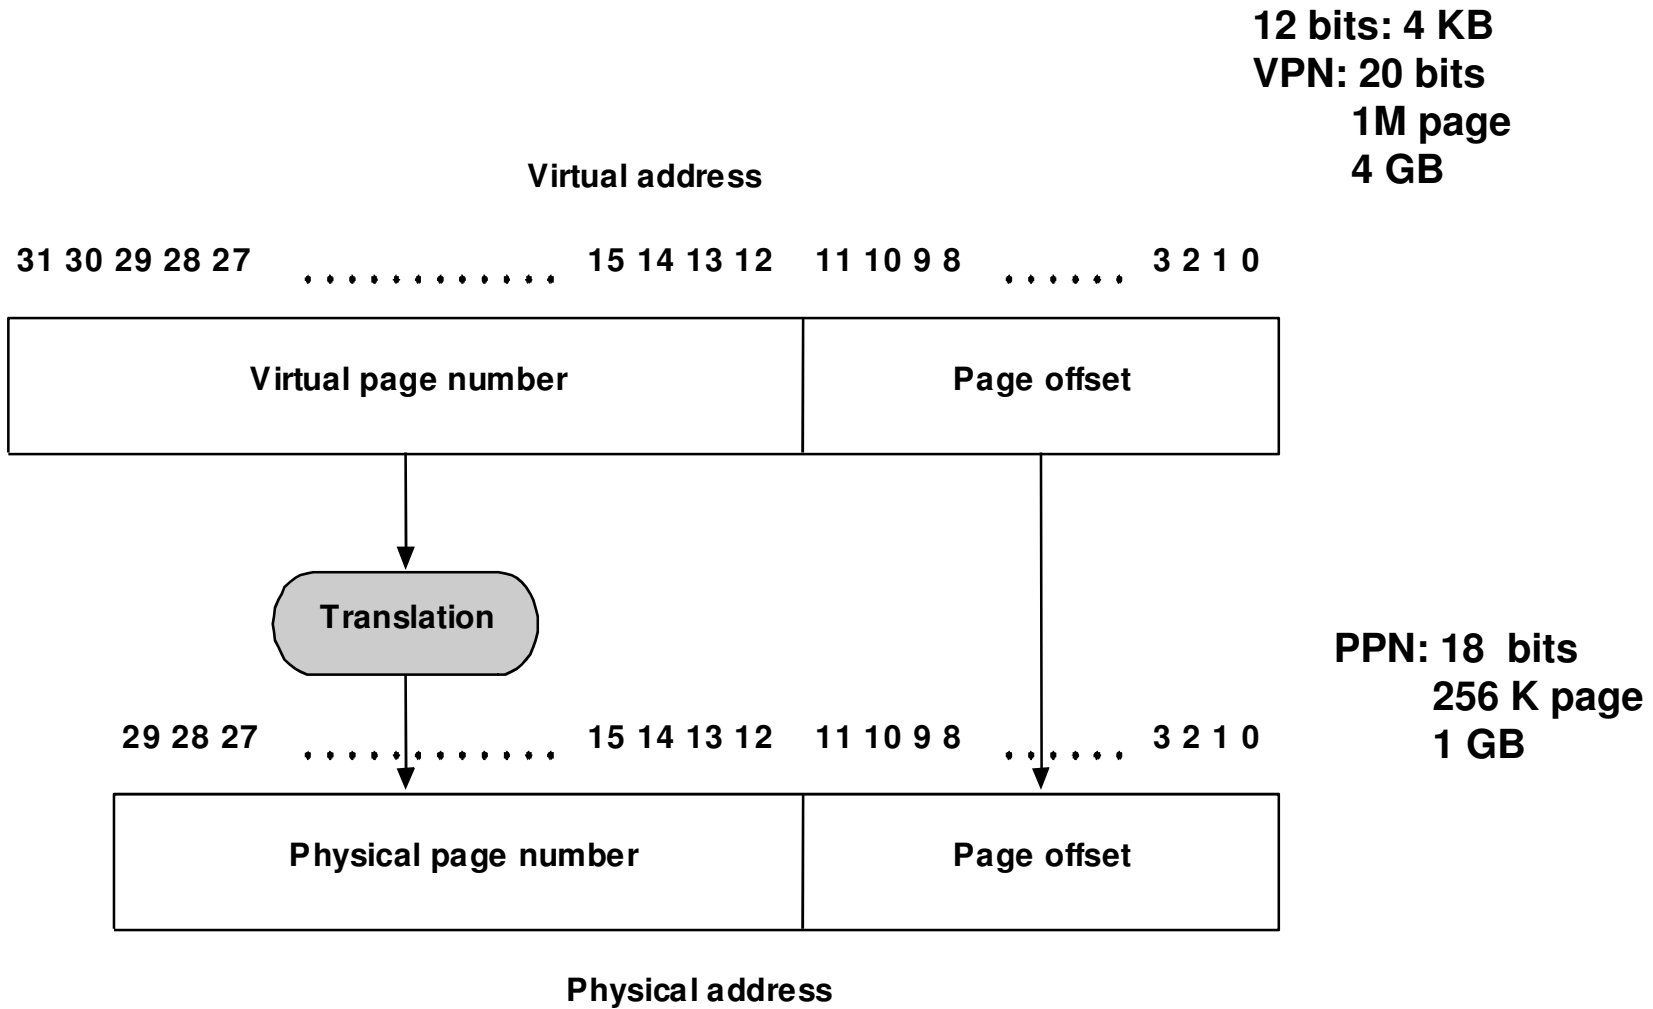 12 bits: 4 KB
VPN: 20 bits
1M page
4 GB
Virtual address
31 30 29 28 27 ............ 15 14 13 12 11 10 9 8 ...... 3 2 1 0
Virtual page number Page offset
Translation
PPN: 18 bits
256 K page
1 GB
29 28 27 ............ 15 14 13 12 11 10 9 8 ...... 3 2 1 0
Physical page number Page offset
Physical address